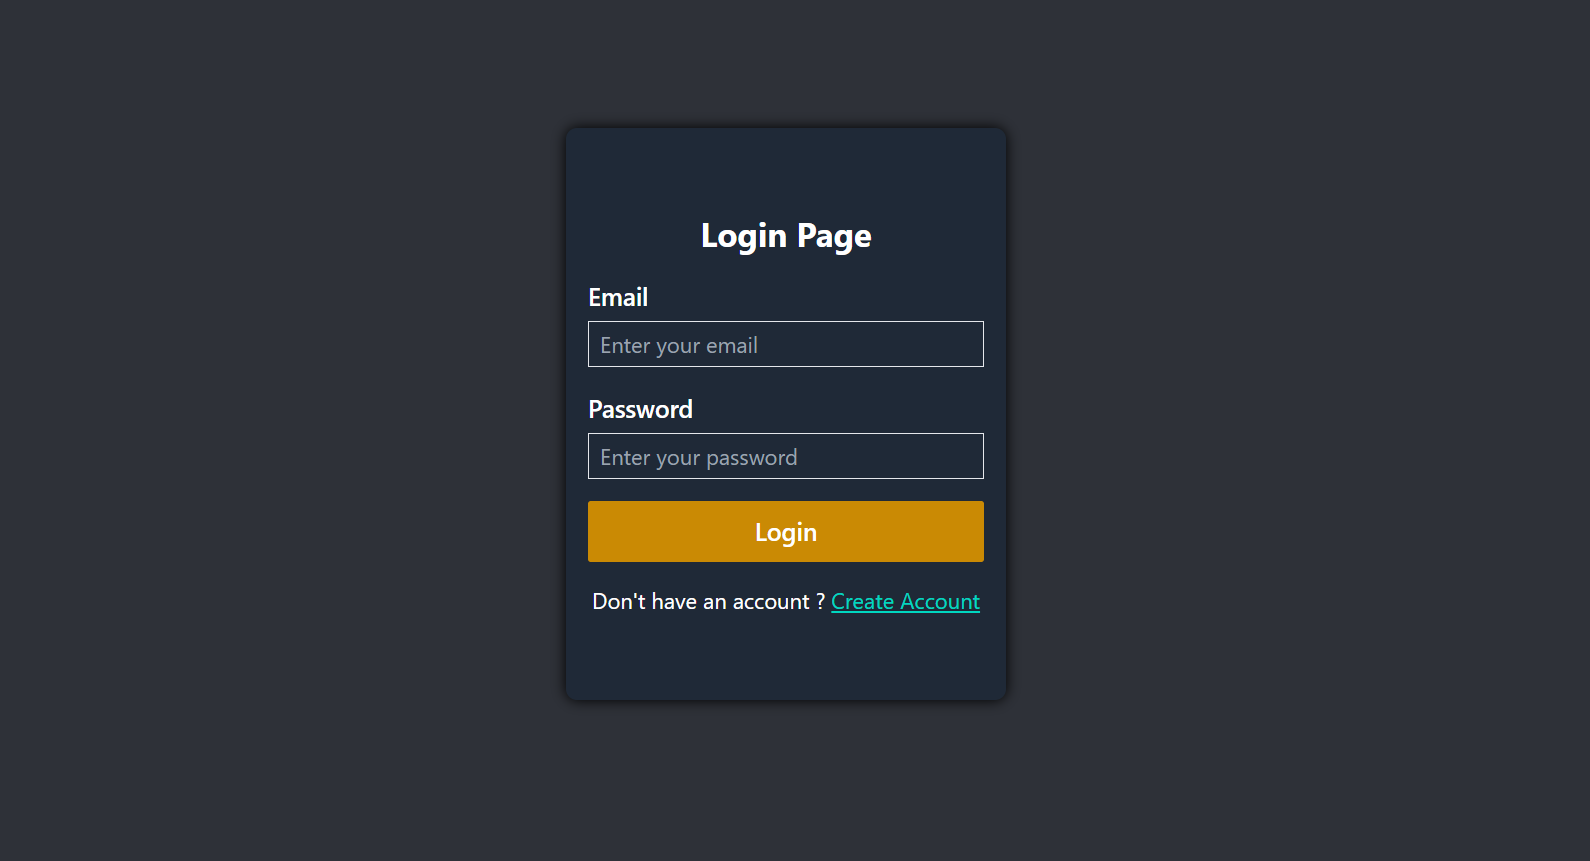 Login Page
Email
Enter your email
Password
Enter your password
Login
Don't have an account ? Create Account